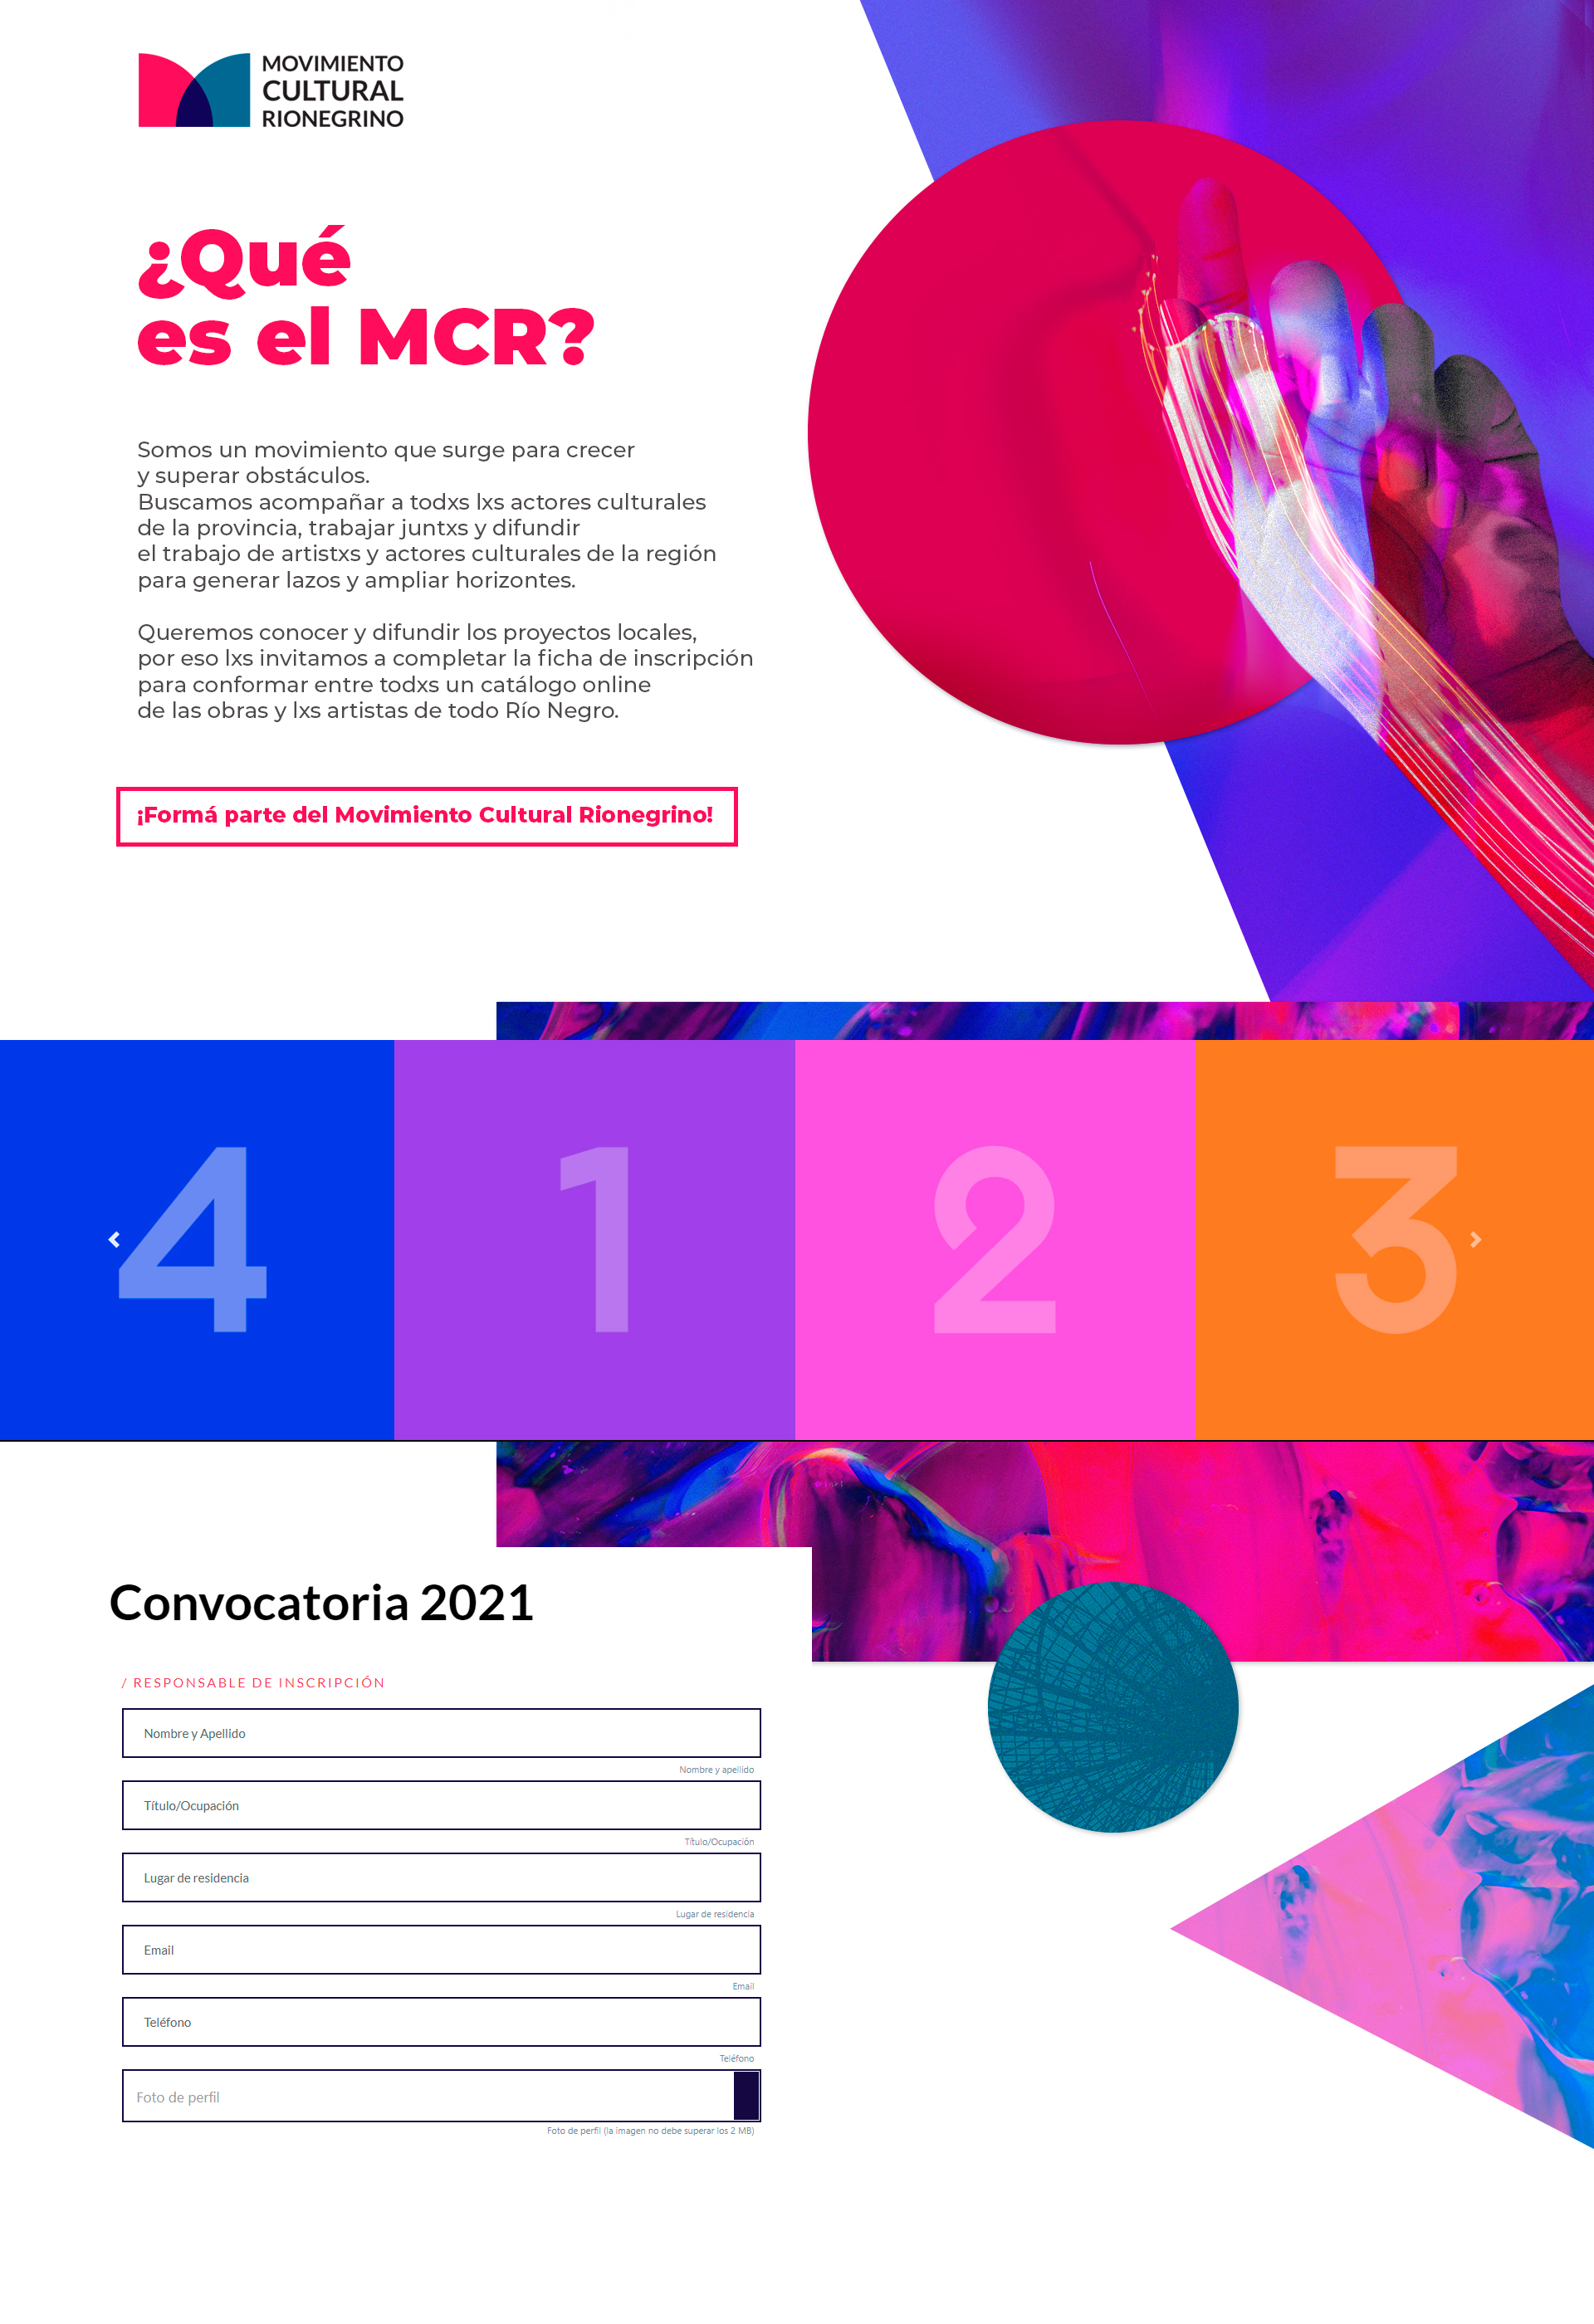 MOVIMIENTO
CULTURAL
RIONEGRINO
¿Qué
es el MCR?
Somos un movimiento que surge para crecer
y superar obstáculos.
Buscamos acompañar a todxs lxs actores culturales
de la provincia, trabajar juntxs y difundir
el trabajo de artistxs y actores culturales de la región
para generar lazos y ampliar horizontes.
Queremos conocer y difundir los proyectos locales,
por eso lxs invitamos a completar la ficha de inscripción
para conformar entre todxs un catálogo online
de las obras y lxs artistas de todo Río Negro.
¡Formá parte del Movimiento Cultural Rionegrino!
4 1 2 3
Convocatoria 2021
/ RESPONSABLE DE INSCRIPCIÓN
Nombre y Apellido
Nombre y apellido
Título/Ocupación
Título/Ocupación
Lugar de residencia
Lugar de residencia
Email
Email
Teléfono
Teléfono
Foto de perfil
Foto de perfil (la imagen no debe superar los 2 MB)